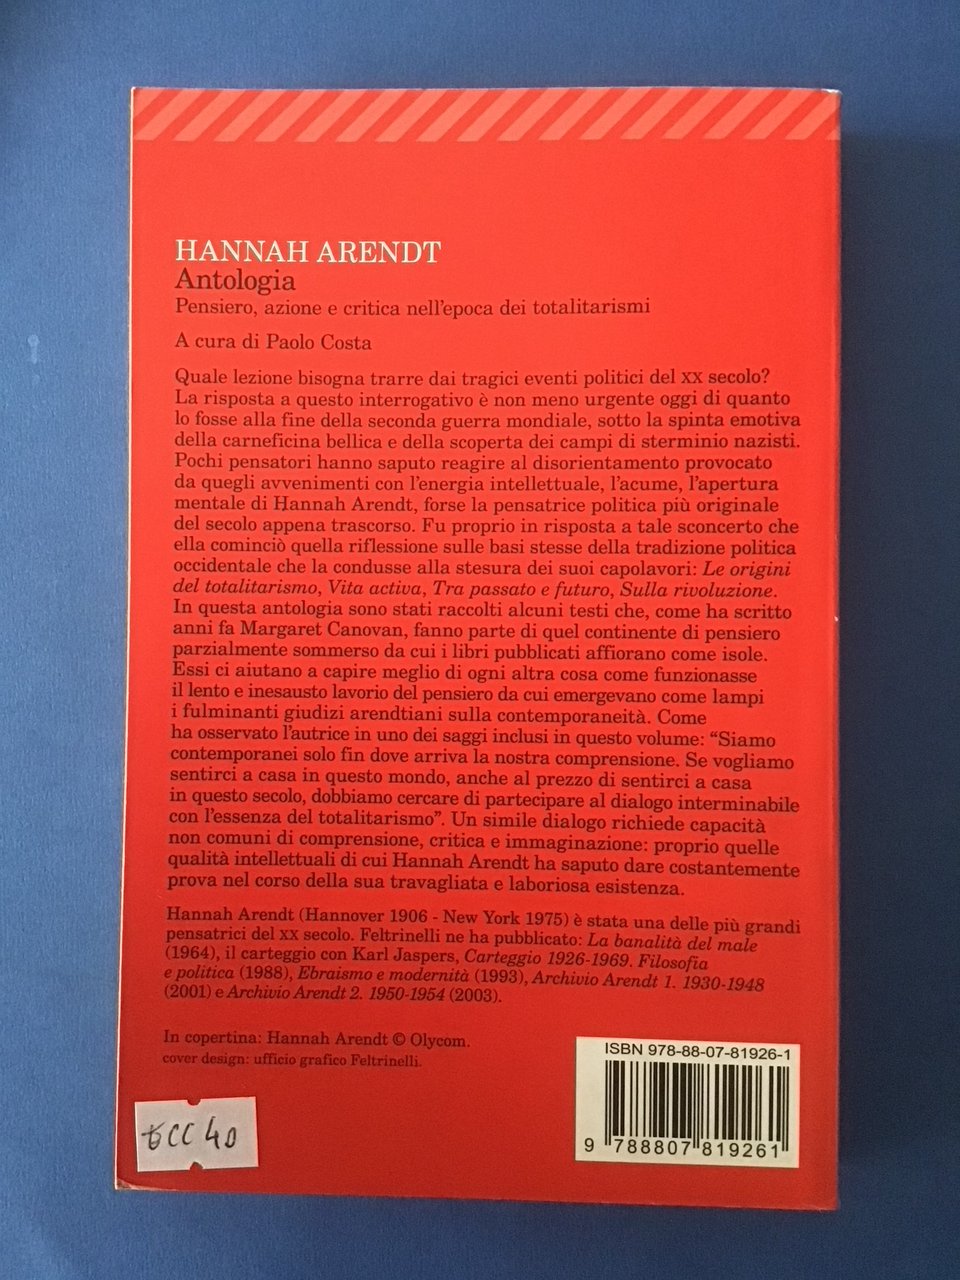 HANNAH ARENDT
Antologia
Pensiero, azione e critica nell'epoca dei totalitarismi
A cura di Paolo Costa
Quale lezione bisogna trarre dai tragici eventi politici del XX secolo?
La risposta a questo interrogativo è non meno urgente oggi di quanto
lo fosse alla fine della seconda guerra mondiale, sotto la spinta emotiva
della carneficina bellica e della scoperta dei campi di sterminio nazisti.
Pochi pensatori hanno saputo reagire al disorientamento provocato
da quegli avvenimenti con l'energia intellettuale, l'acume, l'apertura
mentale di Hannah Arendt, forse la pensatrice politica più originale
del secolo appena trascorso. Fu proprio in risposta a tale sconcerto che
ella cominciò quella riflessione sulle basi stesse della tradizione politica
occidentale che la condusse alla stesura dei suoi capolavori: Le origini
del totalitarismo, Vita activa, Tra passato e futuro, Sulla rivoluzione.
In questa antologia sono stati raccolti alcuni testi che, come ha scritto
anni fa Margaret Canovan, fanno parte di quel continente di pensiero
parzialmente sommerso da cui i libri pubblicati affiorano come isole.
Essi ci aiutano a capire meglio di ogni altra cosa come funzionasse
il lento e inesausto lavorio del pensiero da cui emergevano come lampi
i fulminanti giudizi arendtiani sulla contemporaneità. Come
ha osservato l'autrice in uno dei saggi inclusi in questo volume: "Siamo
contemporanei solo fin dove arriva la nostra comprensione. Se vogliamo
sentirci a casa in questo mondo, anche al prezzo di sentirci a casa
in questo secolo, dobbiamo cercare di partecipare al dialogo interminabile
con l'essenza del totalitarismo". Un simile dialogo richiede capacità
non comuni di comprensione, critica e immaginazione: proprio quelle
qualità intellettuali di cui Hannah Arendt ha saputo dare costantemente
prova nel corso della sua travagliata e laboriosa esistenza.
Hannah Arendt (Hannover 1906 - New York 1975) è stata una delle più grandi
pensatrici del XX secolo. Feltrinelli ne ha pubblicato: La banalità del male
(1964), il carteggio con Karl Jaspers, Carteggio 1926-1969. Filosofia
e politica (1988), Ebraismo e modernità (1993), Archivio Arendt 1. 1930-1948
(2001) e Archivio Arendt 2. 1950-1954 (2003).
In copertina: Hannah Arendt © Olycom.
cover design: ufficio grafico Feltrinelli.
ISBN 978-88-07-81926-1
9 788807 819261
CC 40